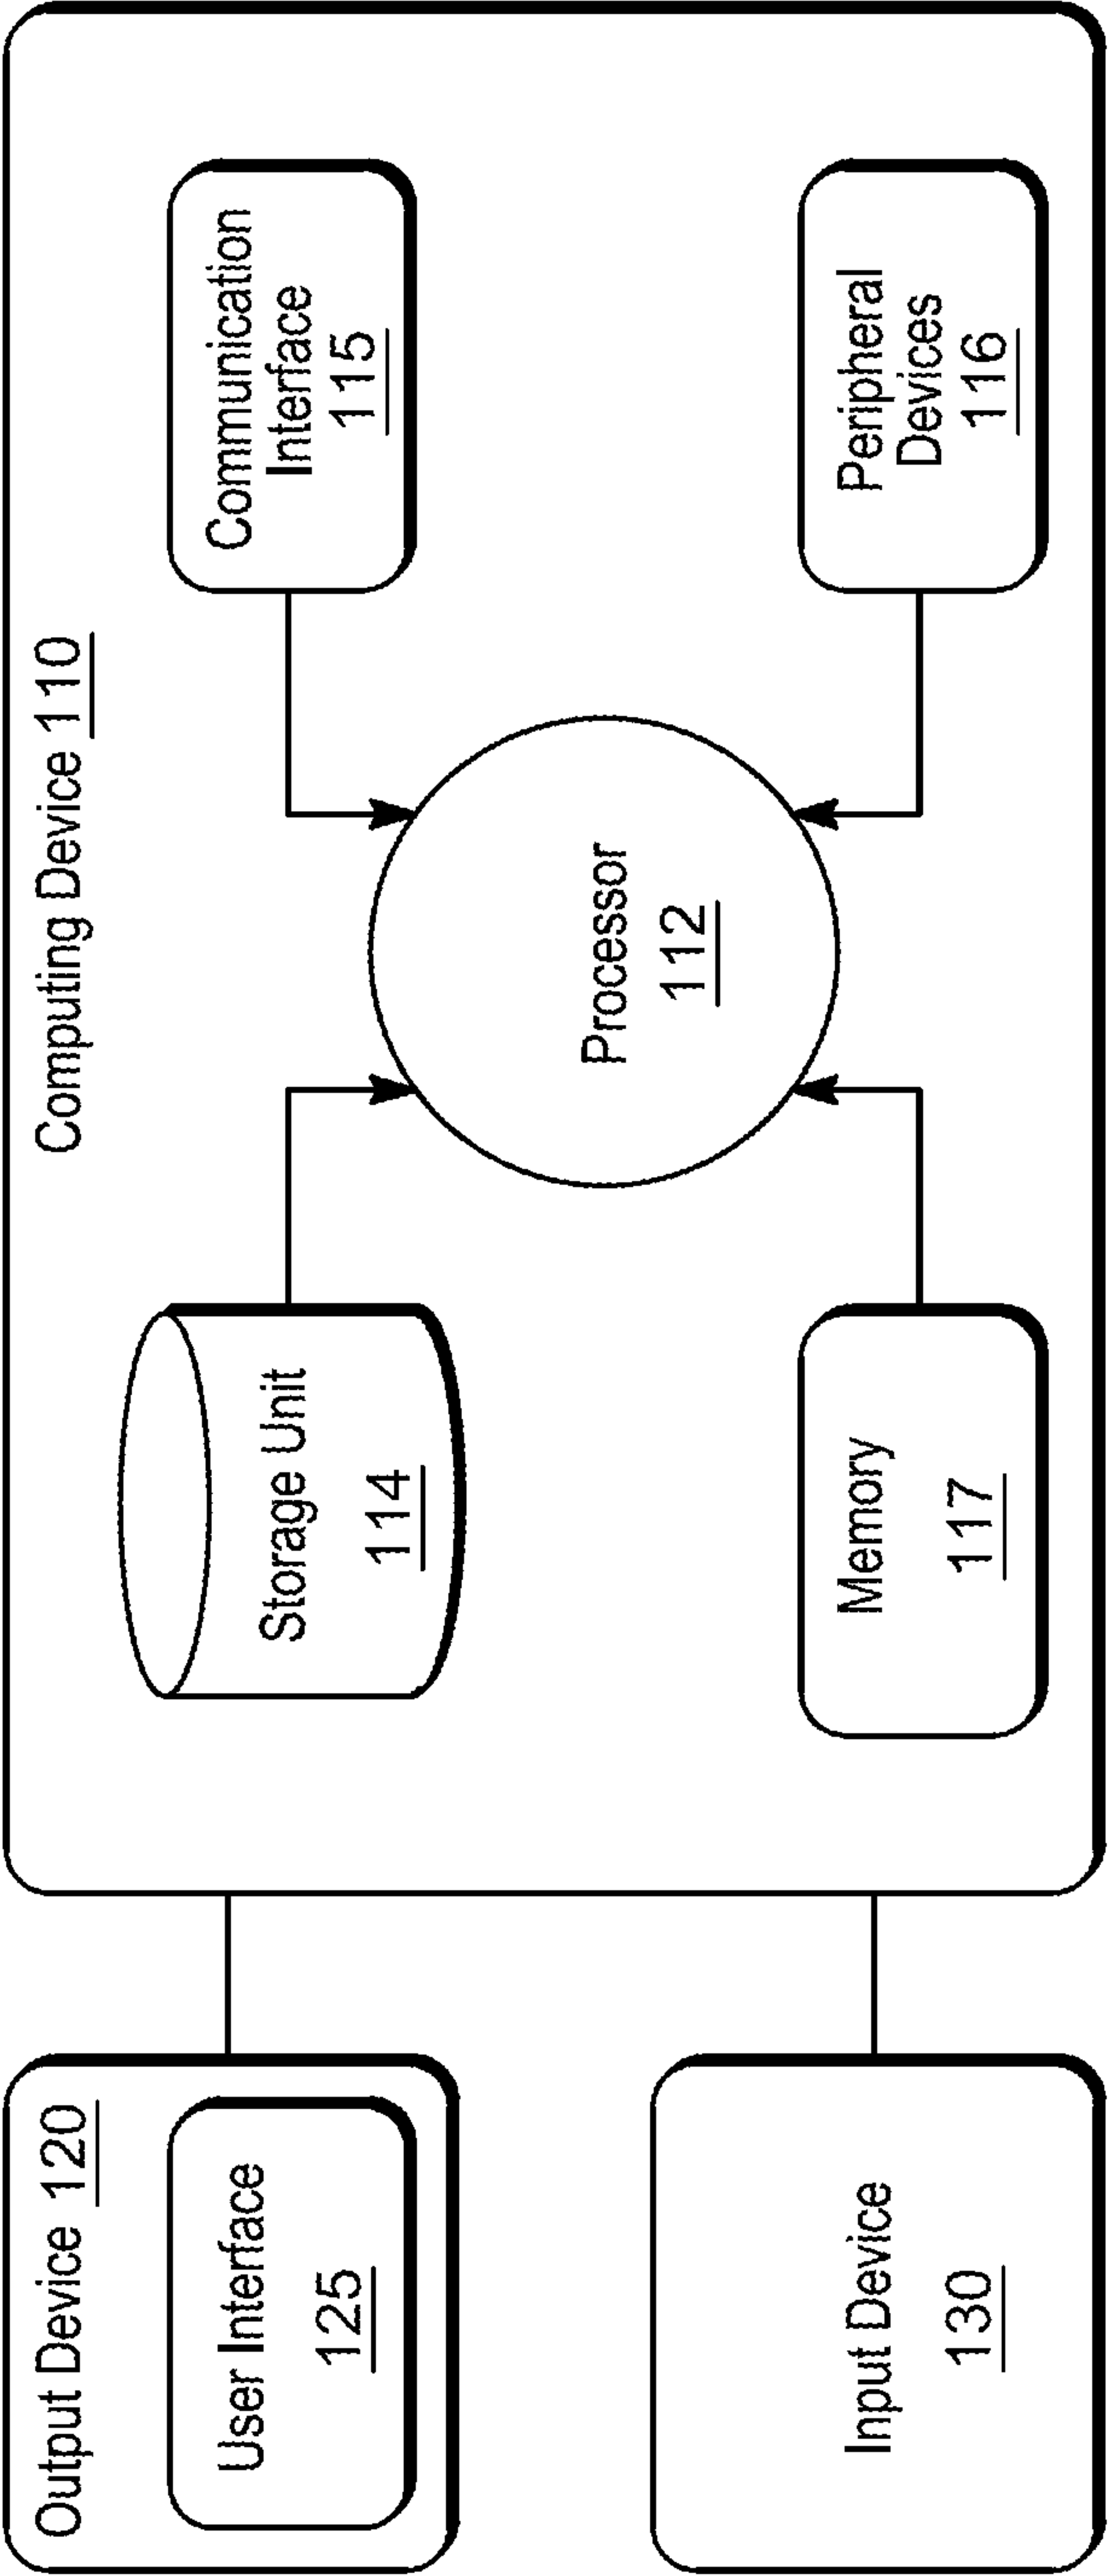 Output Device 120
User Interface
125
Input Device
130
Computing Device 110
Storage Unit
114
Communication
Interface
115
Processor
112
Memory
117
Peripheral
Devices
116